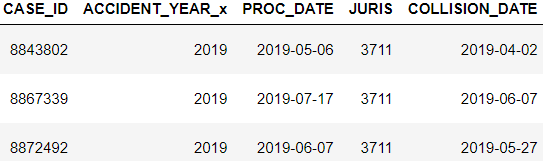 CASE_ID ACCIDENT_YEAR_x PROC_DATE JURIS COLLISION_DATE
8843802 2019 2019-05-06 3711 2019-04-02
8867339 2019 2019-07-17 3711 2019-06-07
8872492 2019 2019-06-07 3711 2019-05-27